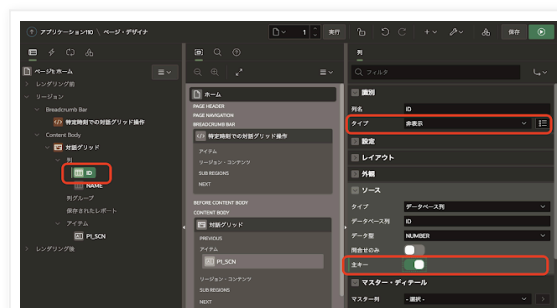 アプリケーション110 \ ページ・デザイナ
1
実行
保存
ページ1: ホーム
レンダリング前
リージョン
Breadcrumb Bar
特定時刻での対話グリッド操作
Content Body
対話グリッド
列
ID
NAME
列グループ
保存されたレポート
アイテム
P1_SCN
レンダリング後
ホーム
PAGE HEADER
PAGE NAVIGATION
BREADCRUMB BAR
特定時刻での対話グリッド操作
アイテム
リージョン・コンテンツ
SUB REGIONS
NEXT
BEFORE CONTENT BODY
CONTENT BODY
対話グリッド
PREVIOUS
アイテム
P1_SCN
リージョン・コンテンツ
SUB REGIONS
NEXT
列
フィルタ
識別
列名 ID
タイプ 非表示
設定
レイアウト
外観
ソース
タイプ データベース列
データベース列 ID
データ型 NUMBER
問合せのみ
主キー
マスター・ディテール
マスター列 - 選択 -